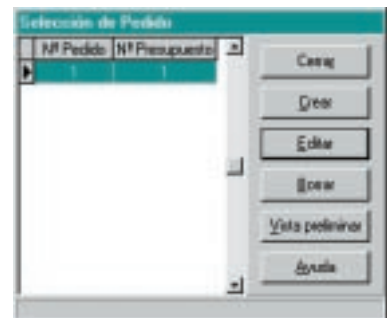 Selección de Pedido
Nº Pedido Nº Presupuesto
1 1
Cerrar
Crear
Editar
Borrar
Vista preliminar
Ayuda